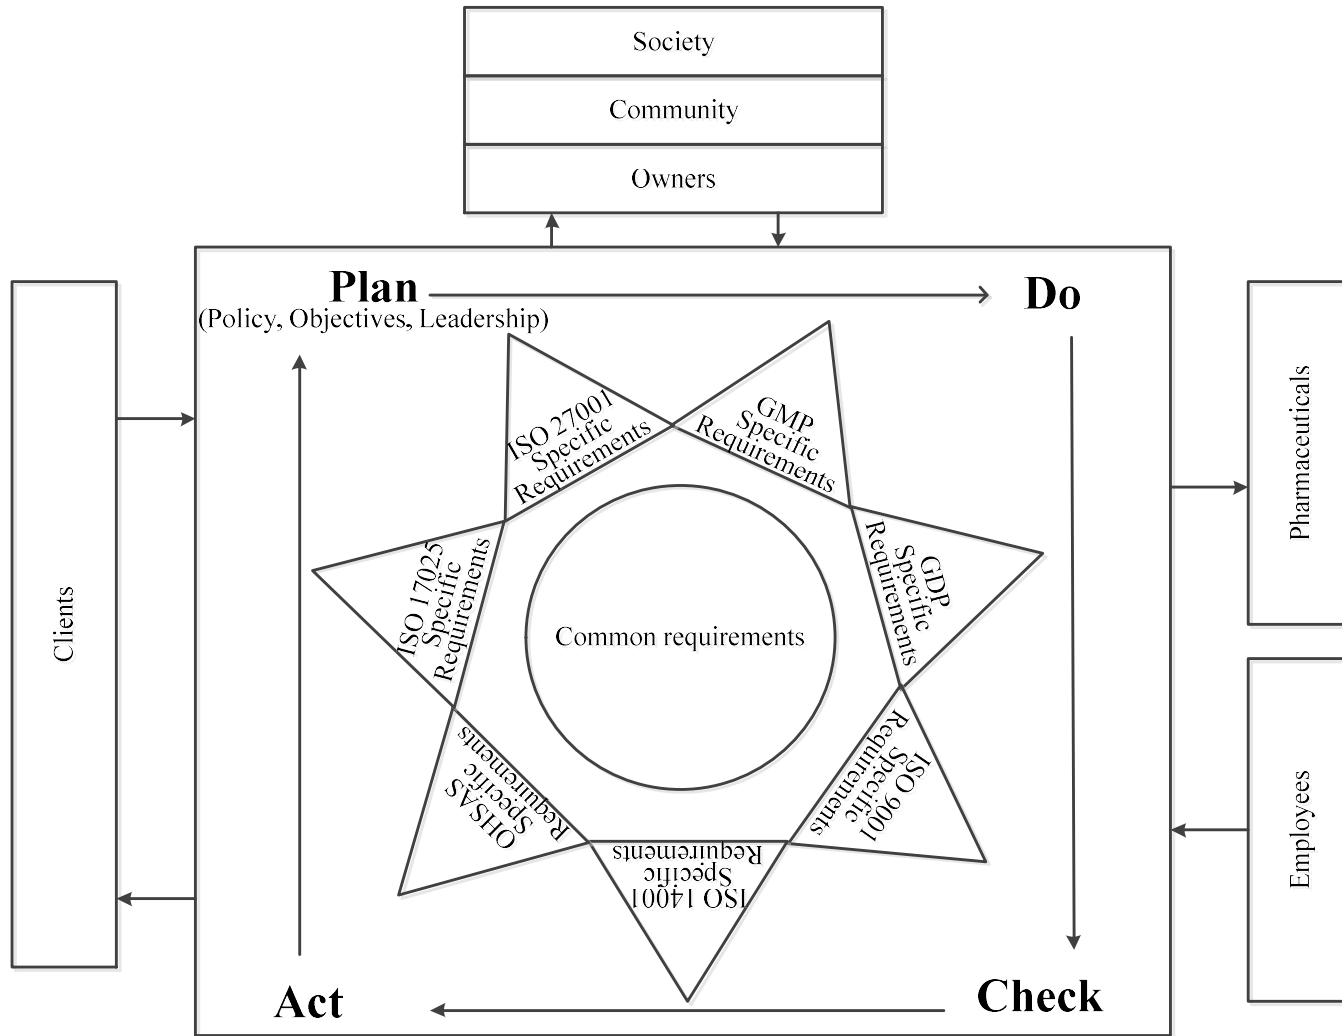 Society
Community
Owners
Plan
(Policy, Objectives, Leadership)
Do
ISO 27001
Specific
Requirements
GMP
Specific
Requirements
ISO 17025
Specific
Requirements
GDP
Specific
Requirements
Common requirements
OHSAS
Specific
Requirements
ISO 9001
Specific
Requirements
ISO 14001
Specific
Requirements
Act
Check
Clients
Pharmaceuticals
Employees